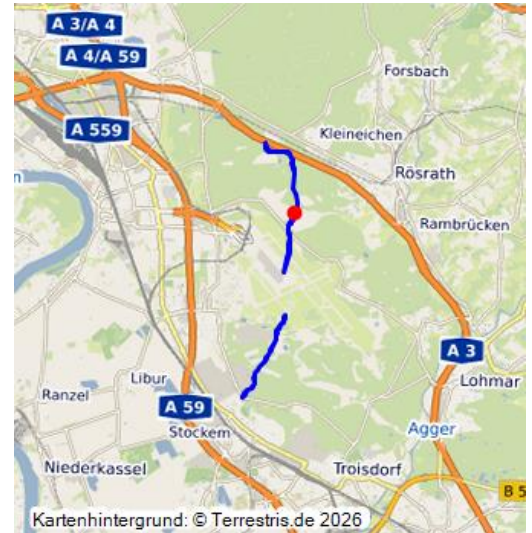 A 3/A 4
A 4/A 59
Forsbach
A 559
Kleineichen
n
Rösrath
Rambrücken
A 3
Libur
Lohmar
Ranzel
A 59
Stockem
Agger
Niederkassel
Troisdorf
B 5
Kartenhintergrund: © Terrestris.de 2026